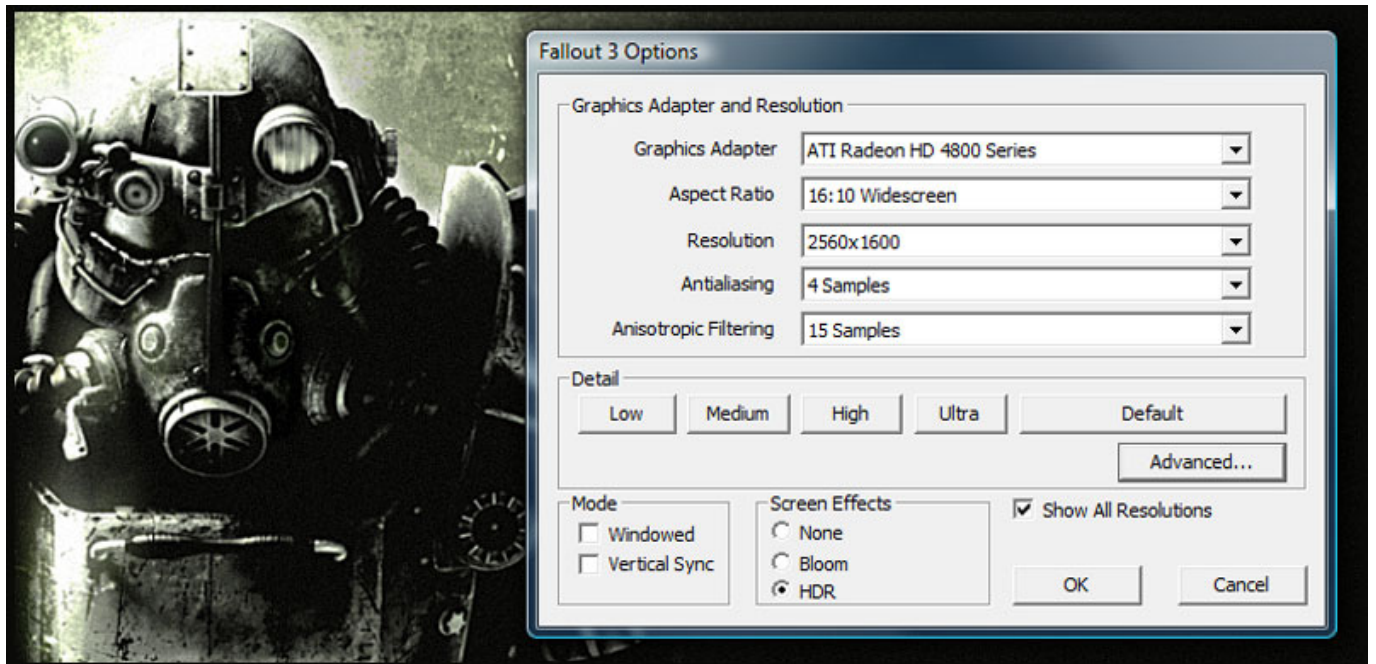 Fallout 3 Options
Graphics Adapter and Resolution
Graphics Adapter ATI Radeon HD 4800 Series
Aspect Ratio 16:10 Widescreen
Resolution 2560x1600
Antialiasing 4 Samples
Anisotropic Filtering 15 Samples
Detail
Low Medium High Ultra Default
Advanced...
Mode
Windowed
Vertical Sync
Screen Effects
None
Bloom
HDR
Show All Resolutions
OK Cancel